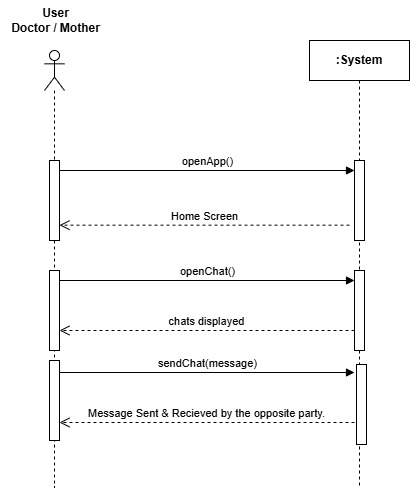 User
Doctor / Mother
:System
openApp()
Home Screen
openChat()
chats displayed
sendChat(message)
Message Sent & Recieved by the opposite party.